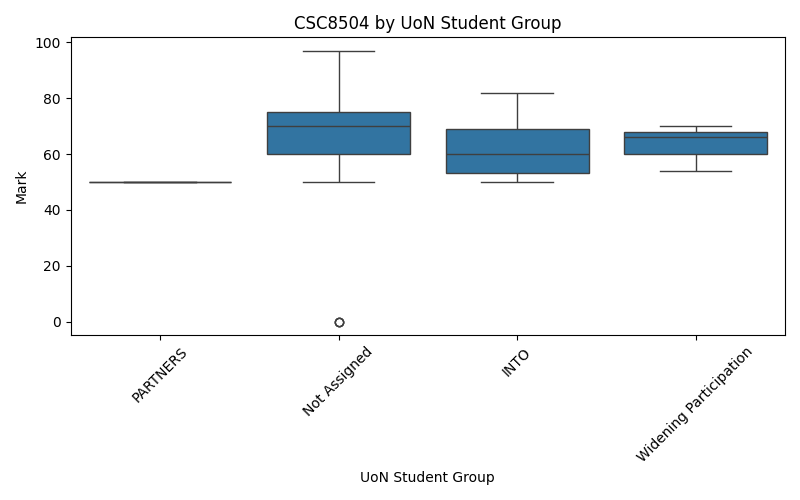 CSC8504 by UoN Student Group
Mark
100
80
60
40
20
0
PARTNERS
Not Assigned
INTO
Widening Participation
UoN Student Group